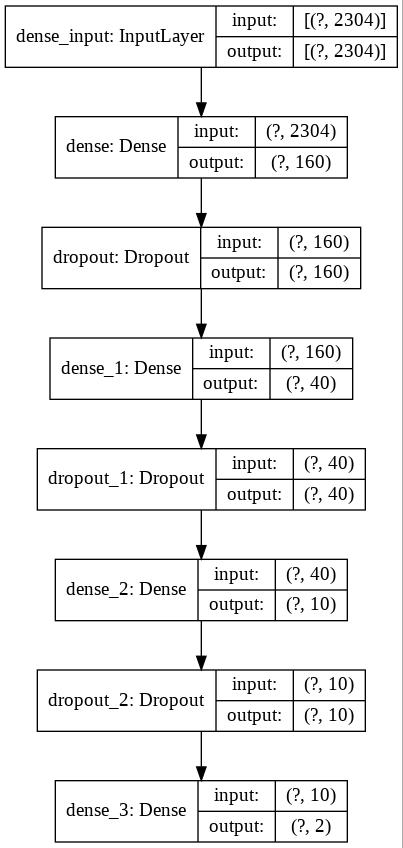 dense_input: InputLayer
input: [(?, 2304)]
output: [(?, 2304)]
dense: Dense
input: (?, 2304)
output: (?, 160)
dropout: Dropout
input: (?, 160)
output: (?, 160)
dense_1: Dense
input: (?, 160)
output: (?, 40)
dropout_1: Dropout
input: (?, 40)
output: (?, 40)
dense_2: Dense
input: (?, 40)
output: (?, 10)
dropout_2: Dropout
input: (?, 10)
output: (?, 10)
dense_3: Dense
input: (?, 10)
output: (?, 2)